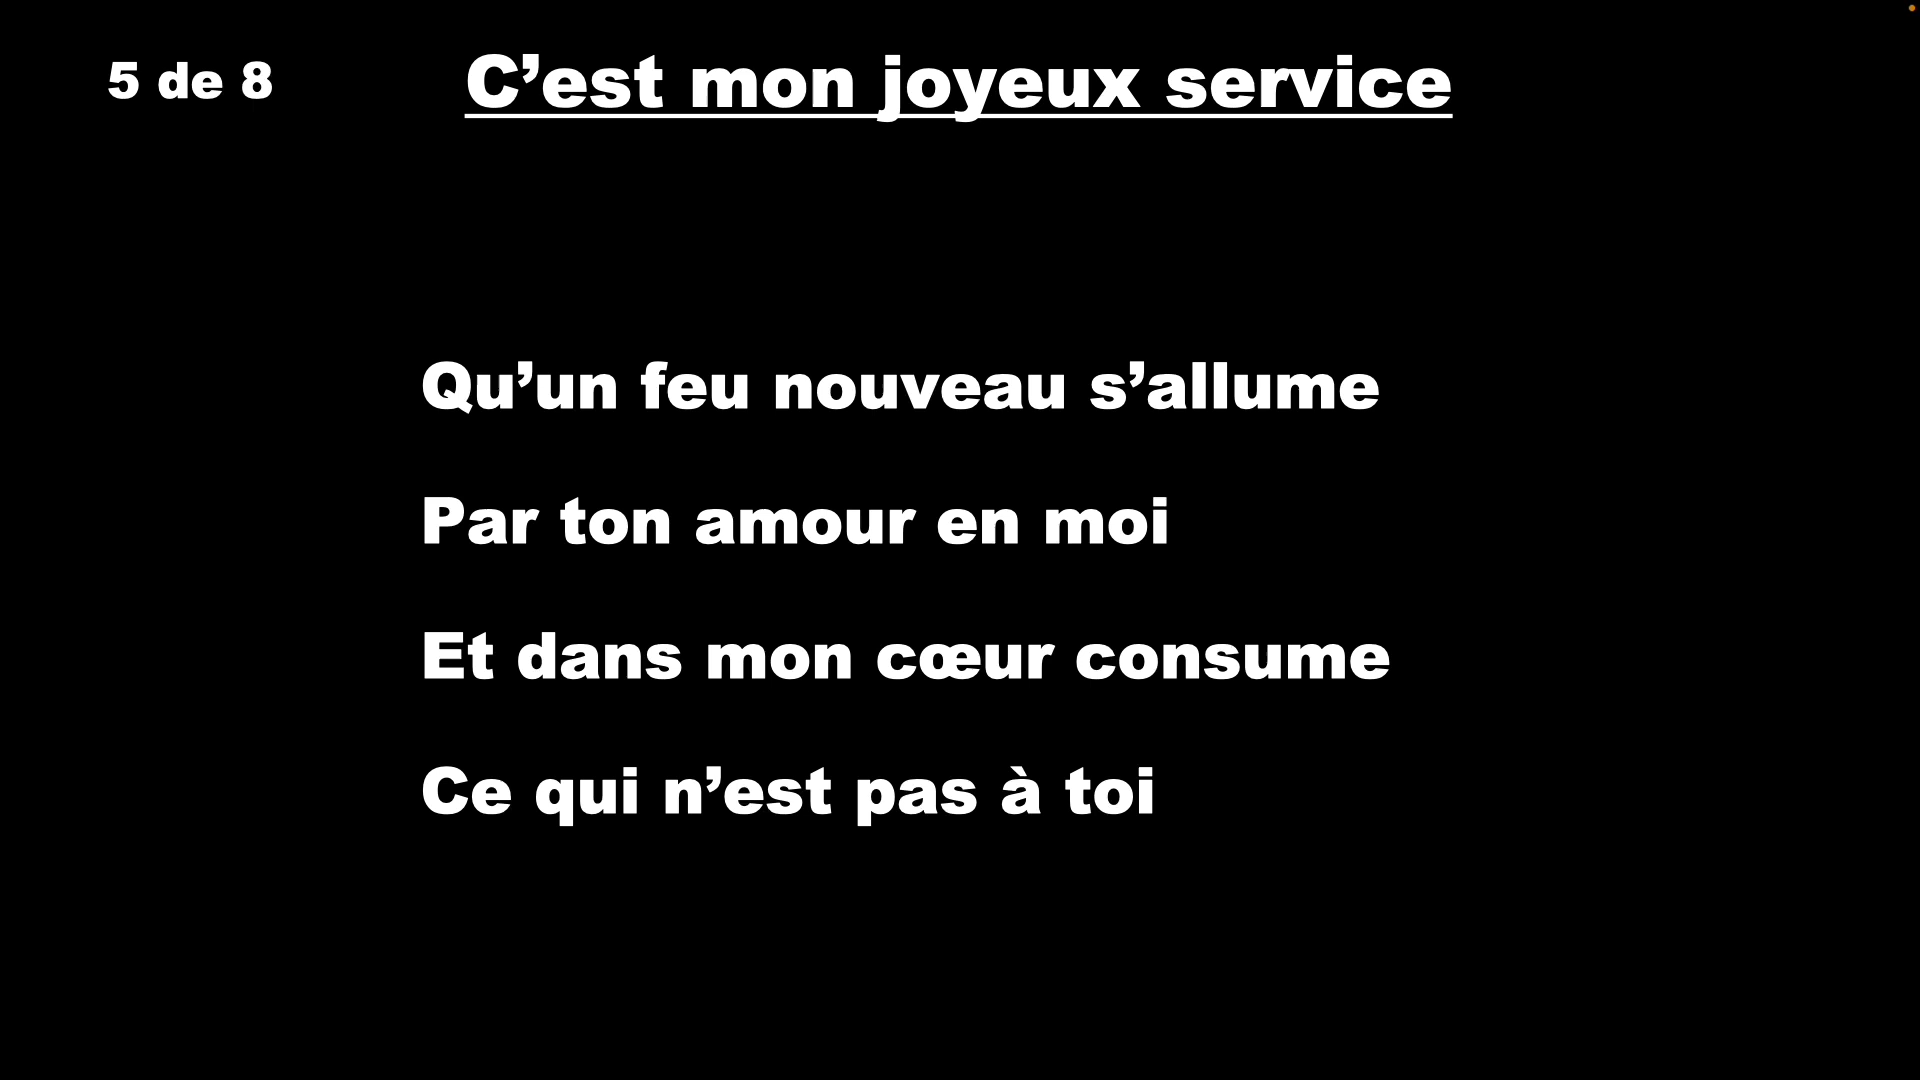 5 de 8
C’est mon joyeux service
Qu’un feu nouveau s’allume
Par ton amour en moi
Et dans mon cœur consume
Ce qui n’est pas à toi